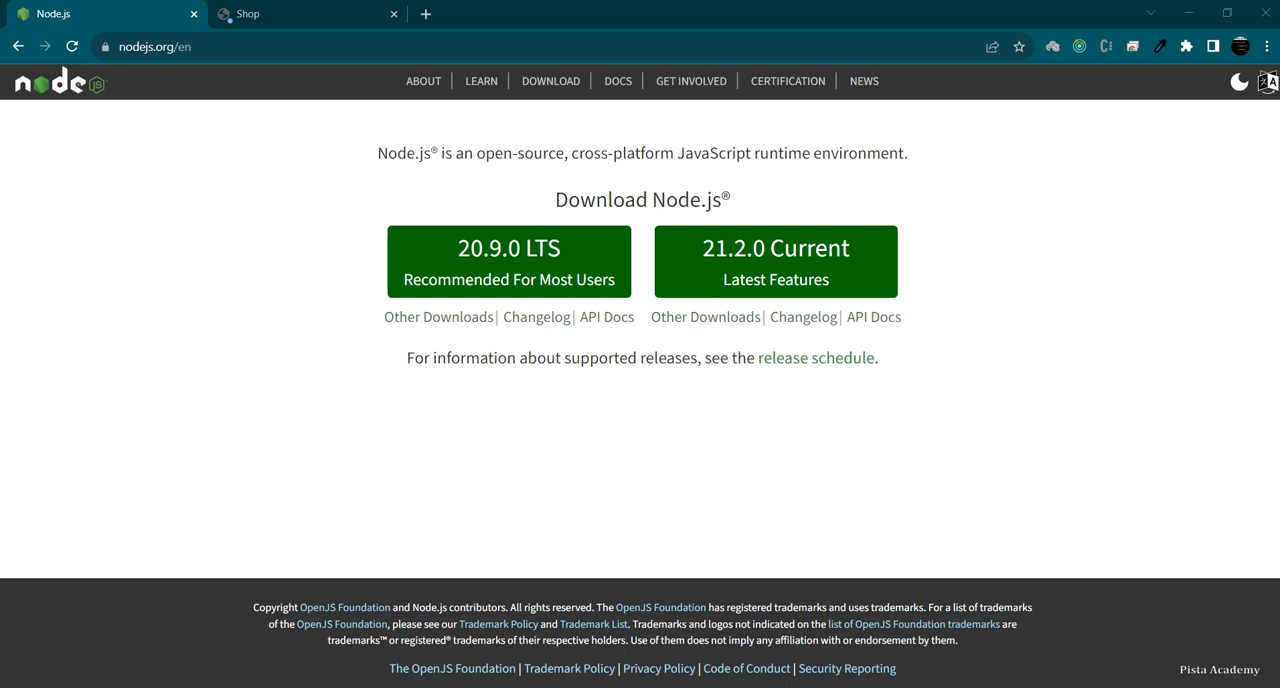 Node.js
Shop
nodejs.org/en
node JS
ABOUT | LEARN | DOWNLOAD | DOCS | GET INVOLVED | CERTIFICATION | NEWS
Node.js® is an open-source, cross-platform JavaScript runtime environment.
Download Node.js®
20.9.0 LTS
Recommended For Most Users
21.2.0 Current
Latest Features
Other Downloads | Changelog | API Docs
Other Downloads | Changelog | API Docs
For information about supported releases, see the release schedule.
Copyright OpenJS Foundation and Node.js contributors. All rights reserved. The OpenJS Foundation has registered trademarks and uses trademarks. For a list of trademarks
of the OpenJS Foundation, please see our Trademark Policy and Trademark List. Trademarks and logos not indicated on the list of OpenJS Foundation trademarks are
trademarks™ or registered® trademarks of their respective holders. Use of them does not imply any affiliation with or endorsement by them.
The OpenJS Foundation | Trademark Policy | Privacy Policy | Code of Conduct | Security Reporting
Pista Academy